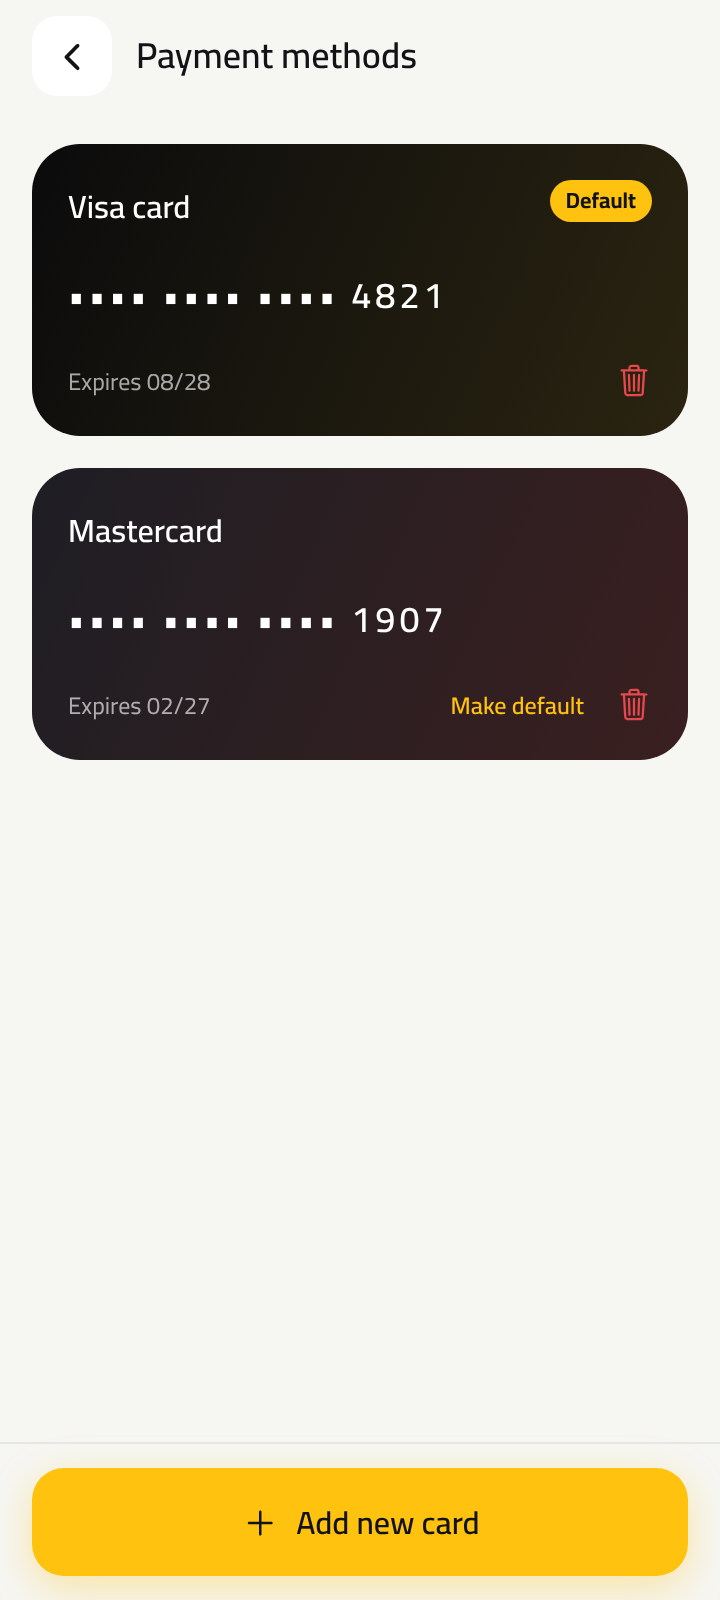 Payment methods
Visa card
Default
▪▪▪▪ ▪▪▪▪ ▪▪▪▪ 4821
Expires 08/28
Mastercard
▪▪▪▪ ▪▪▪▪ ▪▪▪▪ 1907
Expires 02/27
Make default
Add new card